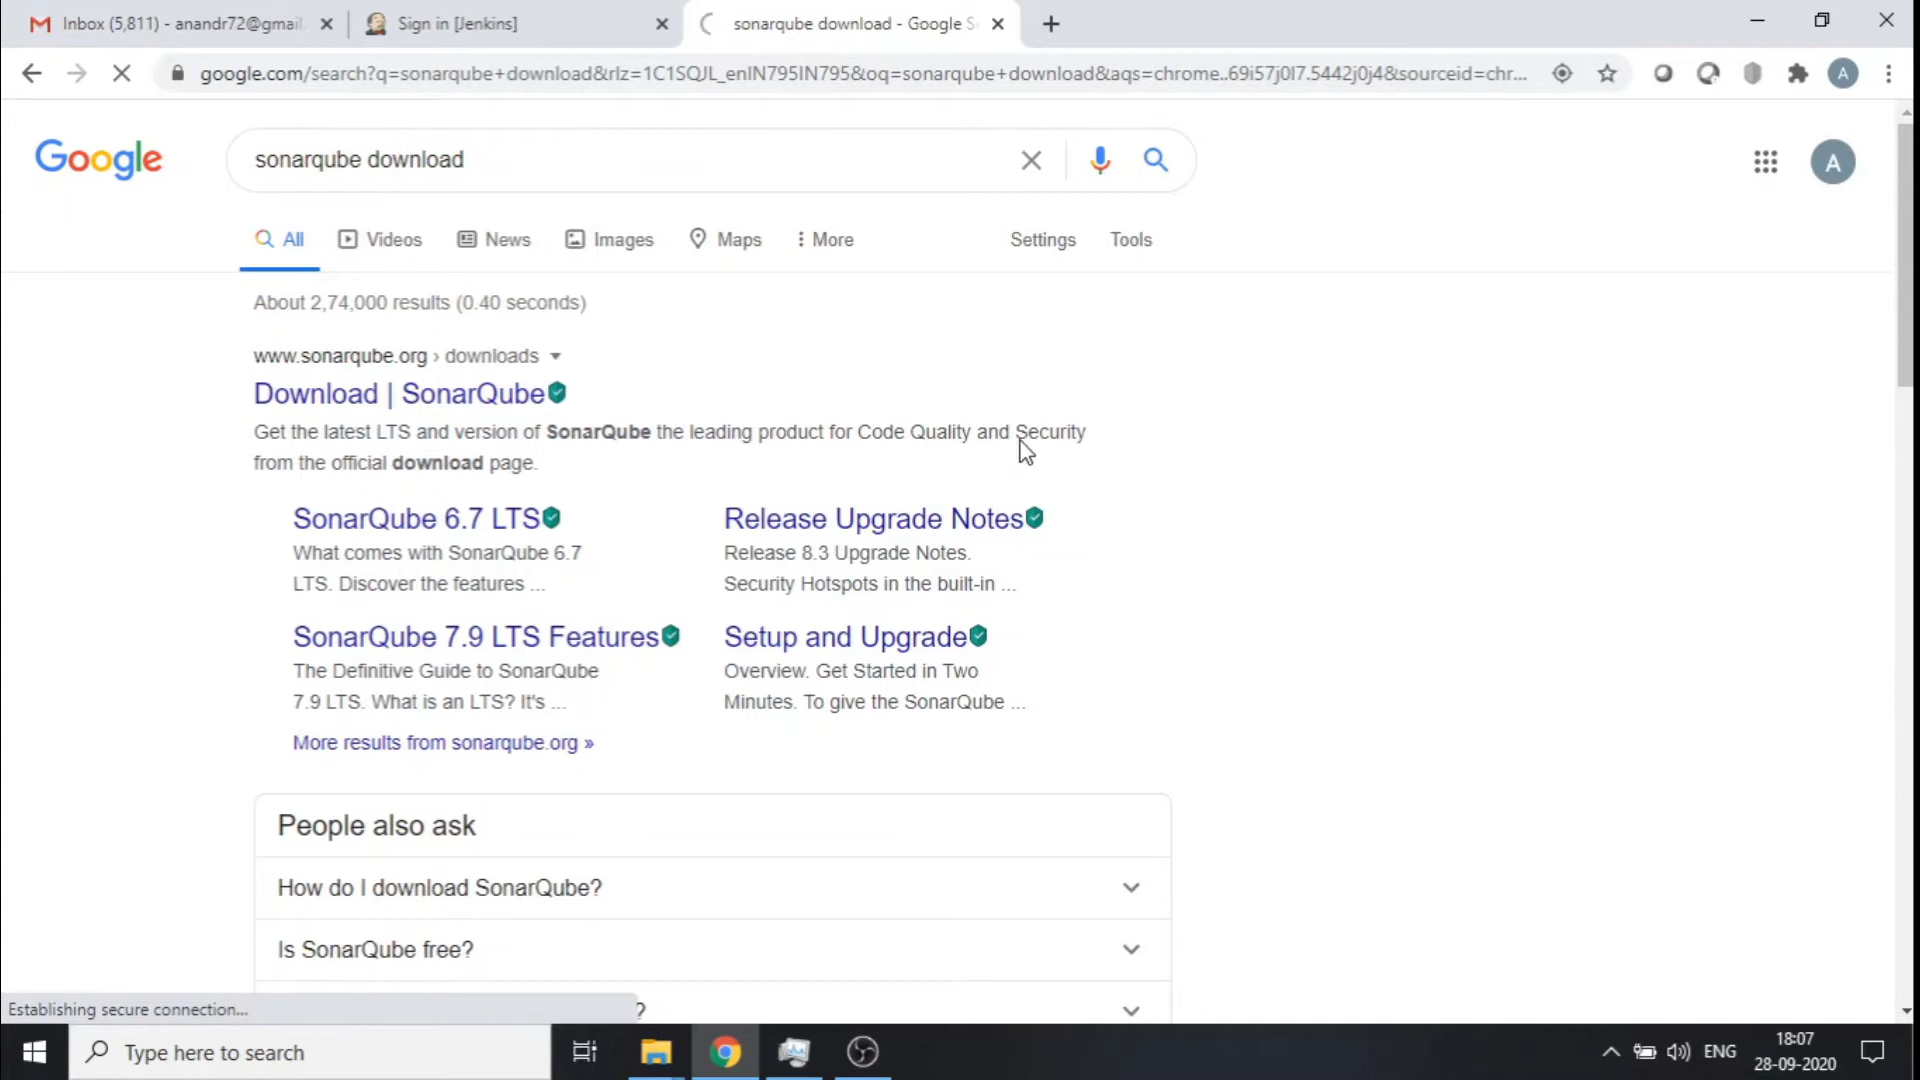 Inbox (5,811) - anandr72@gmail.
Sign in [Jenkins]
sonarqube download - Google S
google.com/search?q=sonarqube+download&rlz=1C1SQJL_enIN795IN795&oq=sonarqube+download&aqs=chrome..69i57j0l7.5442j0j4&sourceid=chr...
A
Google
sonarqube download
A
All
Videos
News
Images
Maps
More
Settings
Tools
About 2,74,000 results (0.40 seconds)
www.sonarqube.org › downloads
Download | SonarQube
Get the latest LTS and version of SonarQube the leading product for Code Quality and Security
from the official download page.
SonarQube 6.7 LTS
What comes with SonarQube 6.7
LTS. Discover the features ...
Release Upgrade Notes
Release 8.3 Upgrade Notes.
Security Hotspots in the built-in ...
SonarQube 7.9 LTS Features
The Definitive Guide to SonarQube
7.9 LTS. What is an LTS? It's ...
Setup and Upgrade
Overview. Get Started in Two
Minutes. To give the SonarQube ...
More results from sonarqube.org »
People also ask
How do I download SonarQube?
Is SonarQube free?
?
Establishing secure connection...
Type here to search
ENG
18:07
28-09-2020